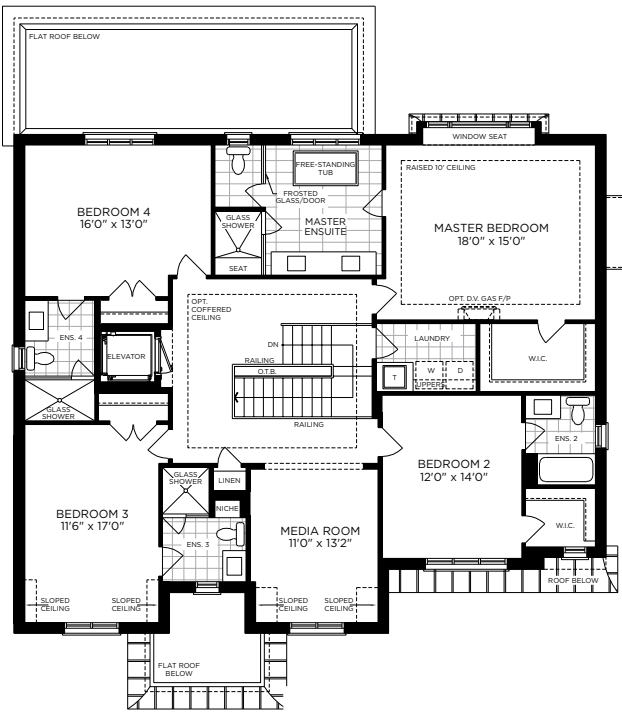 FLAT ROOF BELOW
WINDOW SEAT
FREE-STANDING
TUB
RAISED 10' CEILING
FROSTED
GLASS/DOOR
BEDROOM 4
16'0" x 13'0"
GLASS
SHOWER
MASTER
ENSUITE
MASTER BEDROOM
18'0" x 15'0"
SEAT
OPT.
COFFERED
CEILING
OPT. D.V. GAS F/P
ENS. 4
ELEVATOR
DN
RAILING
O.T.B.
LAUNDRY
W.I.C.
T
W
D
UPPERS
GLASS
SHOWER
RAILING
ENS. 2
BEDROOM 2
12'0" x 14'0"
GLASS
SHOWER
LINEN
NICHE
BEDROOM 3
11'6" x 17'0"
ENS. 3
MEDIA ROOM
11'0" x 13'2"
W.I.C.
ROOF BELOW
SLOPED
CEILING
SLOPED
CEILING
SLOPED
CEILING
SLOPED
CEILING
FLAT ROOF
BELOW